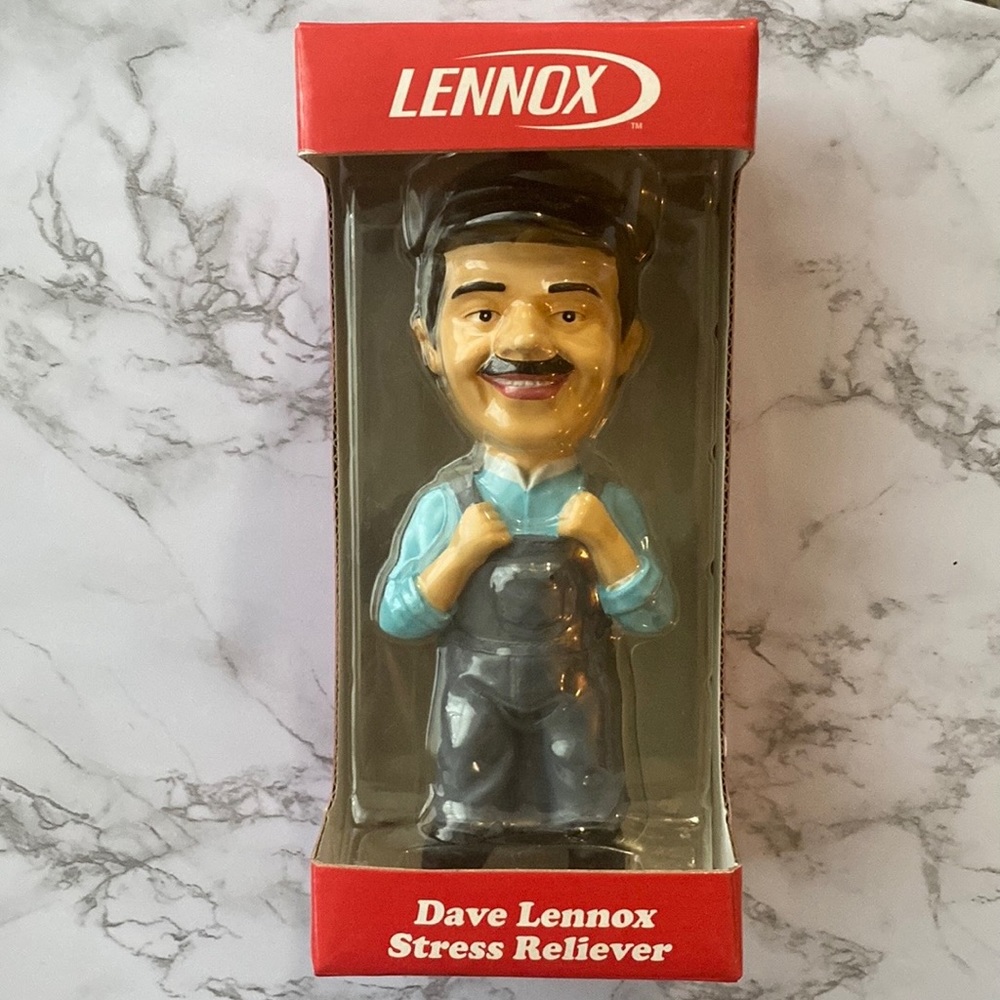 LENNOX
TM
Dave Lennox
Stress Reliever